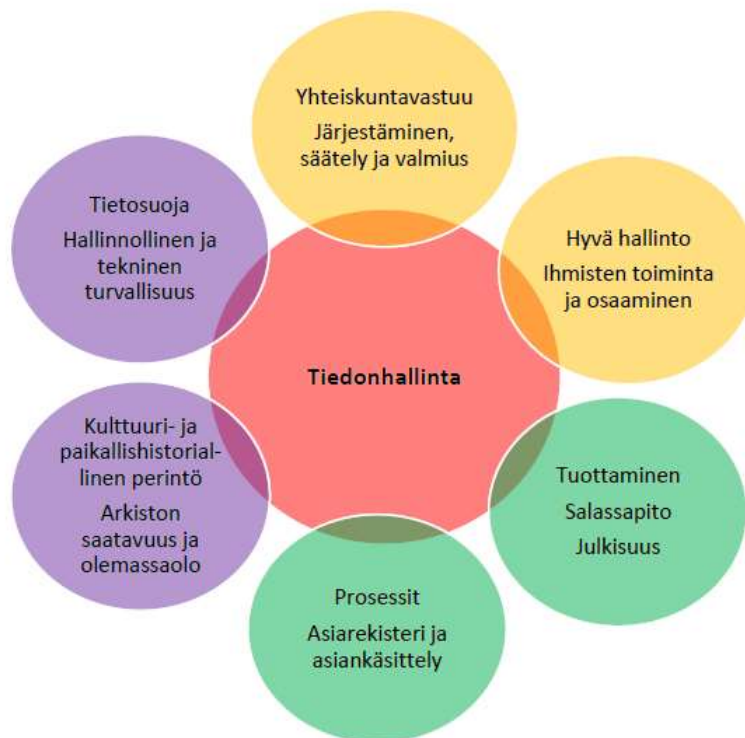 Yhteiskuntavastuu
Järjestäminen,
säätely ja valmius
Hyvä hallinto
Ihmisten toiminta
ja osaaminen
Tuottaminen
Salassapito
Julkisuus
Prosessit
Asiarekisteri ja
asiankäsittely
Kulttuuri- ja
paikallishistorial-
linen perintö
Arkiston
saatavuus ja
olemassaolo
Tietosuoja
Hallinnollinen ja
tekninen
turvallisuus
Tiedonhallinta